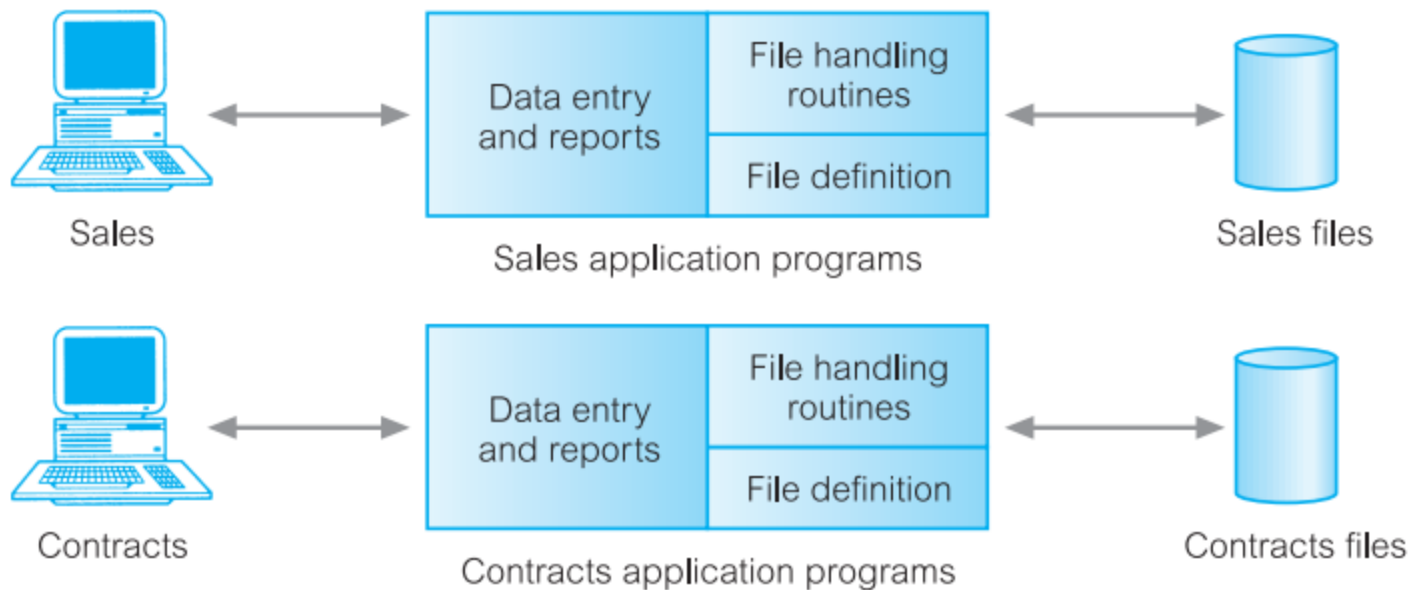 Data entry
and reports
File handling
routines
File definition
Sales
Sales application programs
Sales files
Data entry
and reports
File handling
routines
File definition
Contracts
Contracts application programs
Contracts files